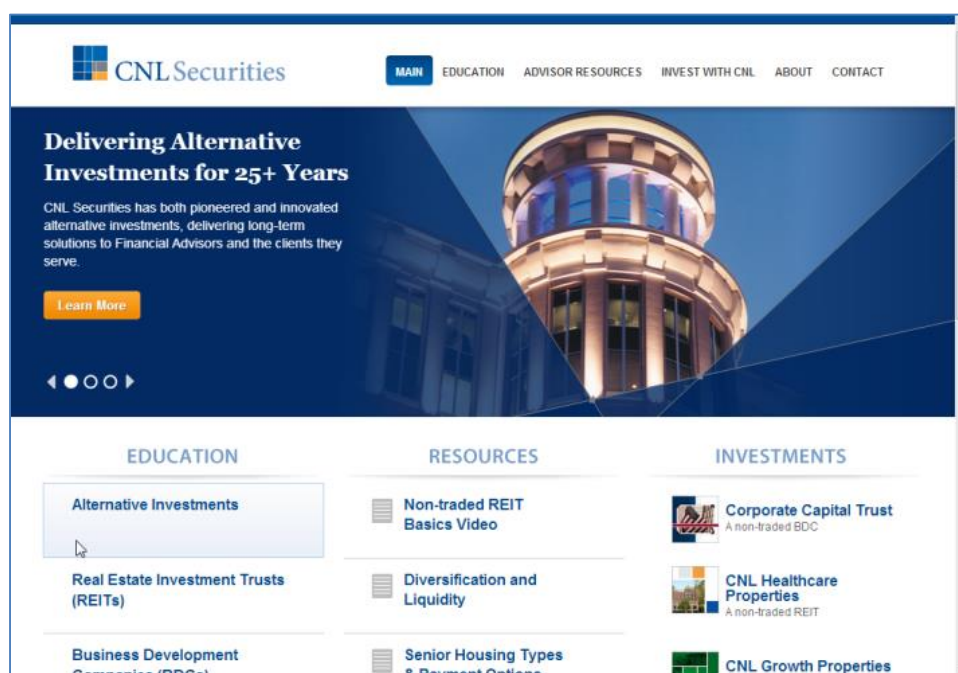 CNL Securities
MAIN
EDUCATION
ADVISOR RESOURCES
INVEST WITH CNL
ABOUT
CONTACT
Delivering Alternative
Investments for 25+ Years
CNL Securities has both pioneered and innovated
alternative investments, delivering long-term
solutions to Financial Advisors and the clients they
serve.
Learn More
EDUCATION
Alternative Investments
Real Estate Investment Trusts
(REITs)
Business Development
Companies (BDCs)
RESOURCES
Non-traded REIT
Basics Video
Diversification and
Liquidity
Senior Housing Types
& Payment Options
INVESTMENTS
Corporate Capital Trust
A non-traded BDC
CNL Healthcare
Properties
A non-traded REIT
CNL Growth Properties